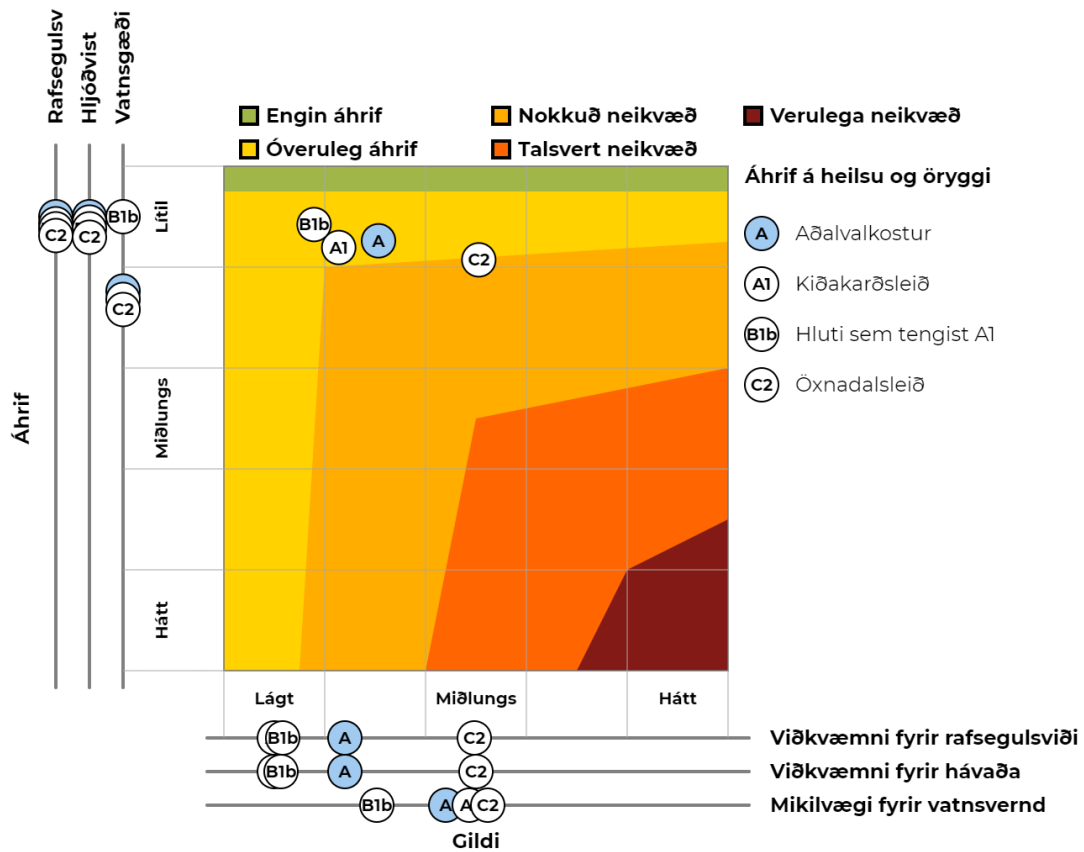 Rafsegulsv
Hljóðvist
Vatnsgæði
Engin áhrif
Nokkuð neikvæð
Verulega neikvæð
Óveruleg áhrif
Talsvert neikvæð
Áhrif á heilsu og öryggi
A Aðalvalkostur
A1 Kiðakarðsleið
B1b Hluti sem tengist A1
C2 Öxnadalsleið
C2
C2
B1b
C2
B1b
A1
A
C2
Áhrif
Lítil
Miðlungs
Hátt
Lágt
Miðlungs
Hátt
B1b A C2 Viðkvæmni fyrir rafsegulsviði
B1b A C2 Viðkvæmni fyrir hávaða
B1b A A C2 Mikilvægi fyrir vatnsvernd
Gildi